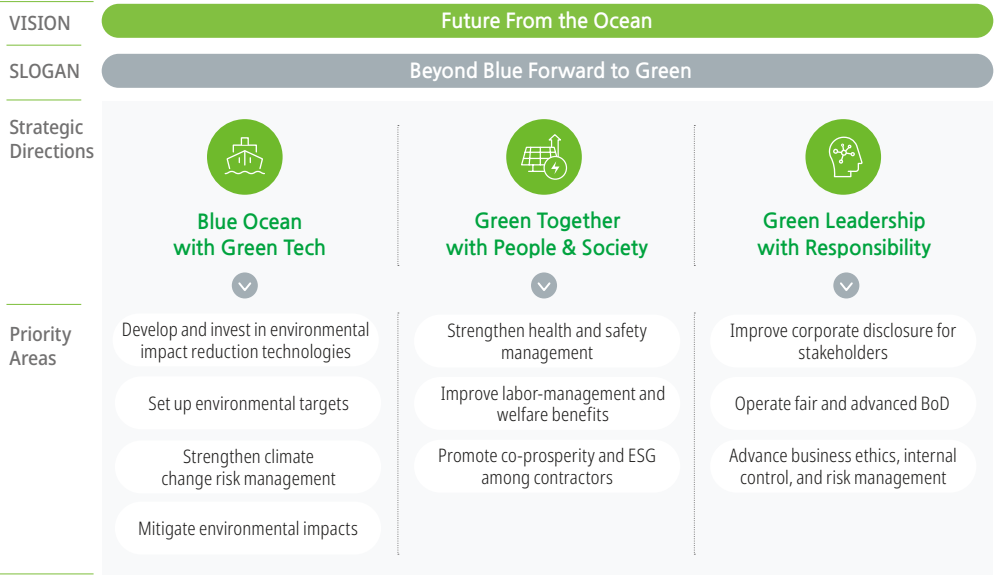 VISION
Future From the Ocean
SLOGAN
Beyond Blue Forward to Green
Strategic
Directions
Blue Ocean
with Green Tech
Green Together
with People & Society
Green Leadership
with Responsibility
Priority
Areas
Develop and invest in environmental
impact reduction technologies
Set up environmental targets
Strengthen climate
change risk management
Mitigate environmental impacts
Strengthen health and safety
management
Improve labor-management and
welfare benefits
Promote co-prosperity and ESG
among contractors
Improve corporate disclosure for
stakeholders
Operate fair and advanced BoD
Advance business ethics, internal
control, and risk management